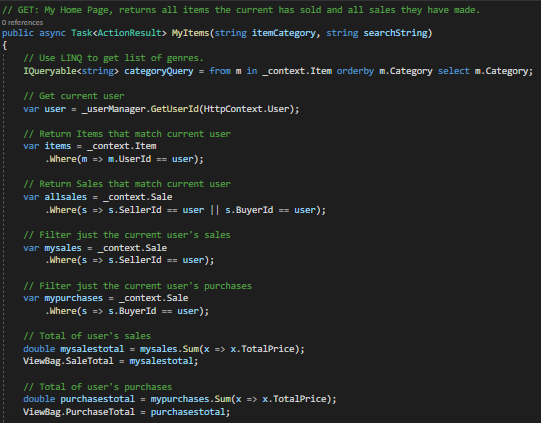 // GET: My Home Page, returns all items the current has sold and all sales they have made.
0 references
public async Task<ActionResult> MyItems(string itemCategory, string searchString)
{
// Use LINQ to get list of genres.
IQueryable<string> categoryQuery = from m in _context.Item orderby m.Category select m.Category;
// Get current user
var user = _userManager.GetUserId(HttpContext.User);
// Return Items that match current user
var items = _context.Item
.Where(m => m.UserId == user);
// Return Sales that match current user
var allsales = _context.Sale
.Where(s => s.SellerId == user || s.BuyerId == user);
// Filter just the current user's sales
var mysales = _context.Sale
.Where(s => s.SellerId == user);
// Filter just the current user's purchases
var mypurchases = _context.Sale
.Where(s => s.BuyerId == user);
// Total of user's sales
double mysalestotal = mysales.Sum(x => x.TotalPrice);
ViewBag.SaleTotal = mysalestotal;
// Total of user's purchases
double purchasestotal = mypurchases.Sum(x => x.TotalPrice);
ViewBag.PurchaseTotal = purchasestotal;